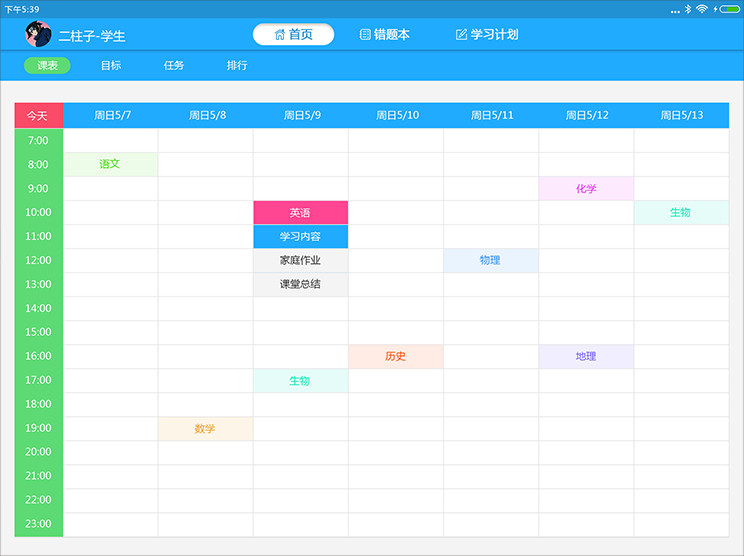 下午5:39
二柱子-学生
首页
错题本
学习计划
课表 目标 任务 排行
今天 周日5/7 周日5/8 周日5/9 周日5/10 周日5/11 周日5/12 周日5/13
7:00
8:00 语文
9:00 化学
10:00 英语 生物
11:00 学习内容
12:00 家庭作业 物理
13:00 课堂总结
14:00
15:00
16:00 历史 地理
17:00 生物
18:00
19:00 数学
20:00
21:00
22:00
23:00